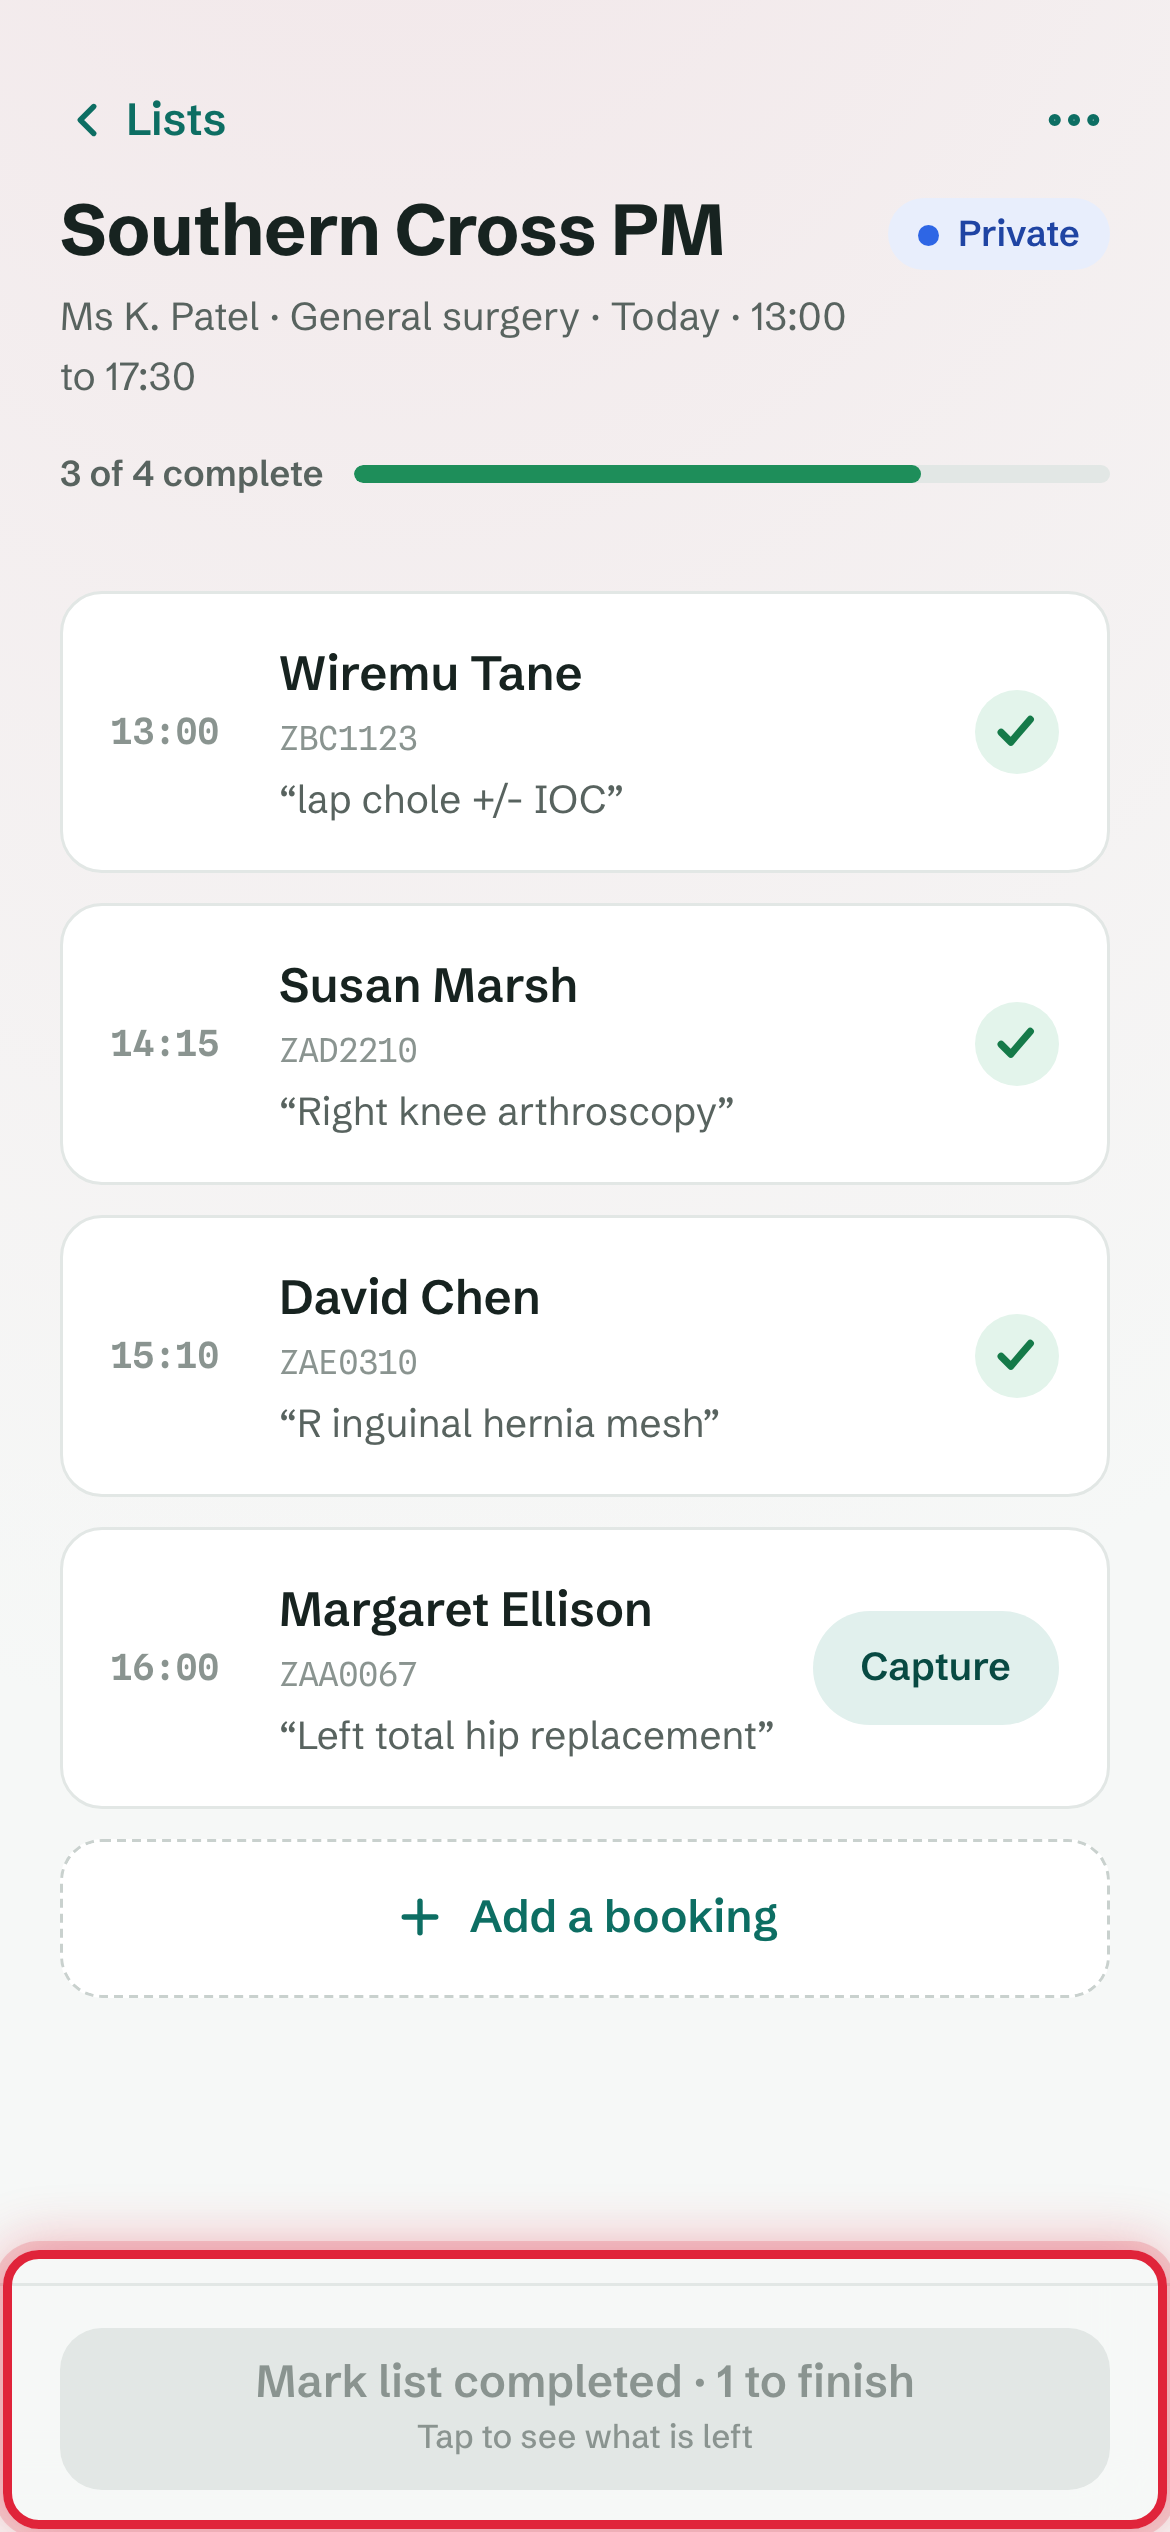 Lists
Southern Cross PM
Private
Ms K. Patel · General surgery · Today · 13:00
to 17:30
3 of 4 complete
Wiremu Tane
13:00
ZBC1123
“lap chole +/- IOC”
Susan Marsh
14:15
ZAD2210
“Right knee arthroscopy”
David Chen
15:10
ZAE0310
“R inguinal hernia mesh”
Margaret Ellison
16:00
ZAA0067
Capture
“Left total hip replacement”
+ Add a booking
Mark list completed · 1 to finish
Tap to see what is left